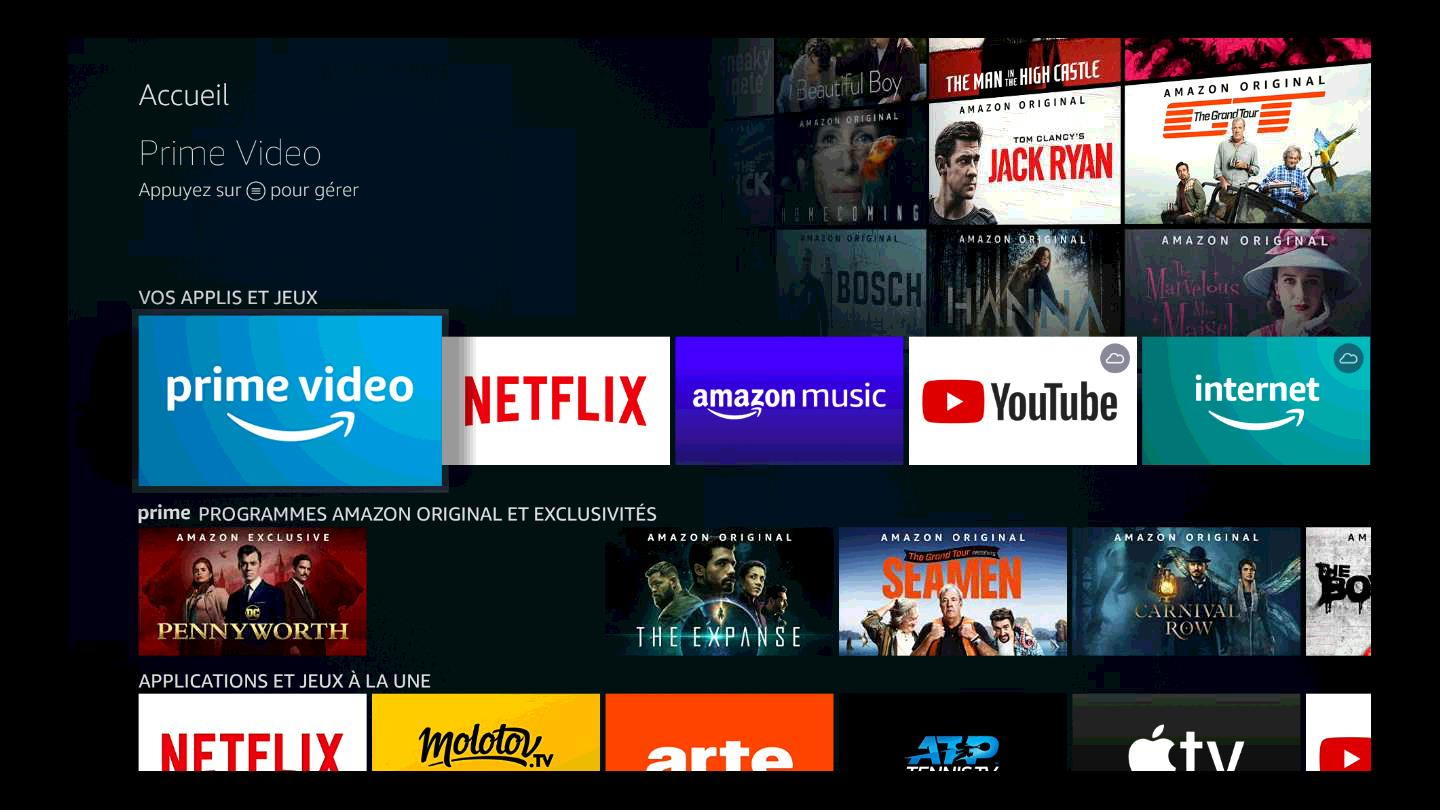 Accueil
Prime Video
Appuyez sur pour gérer
sneaky
pete
Beautiful Boy
THE MAN IN THE HIGH CASTLE
AMAZON ORIGINAL
HOMECOMING
AMAZON ORIGINAL
TOM CLANCY'S
JACK RYAN
AMAZON ORIGINAL
The Grand Tour
AMAZON ORIGINAL
BOSCH
AMAZON ORIGINAL
HANNA
AMAZON ORIGINAL
The
Marvelous
Mrs
Maisel
VOS APPLIS ET JEUX
prime video
NETFLIX
amazon music
YouTube
internet
prime PROGRAMMES AMAZON ORIGINAL ET EXCLUSIVITÉS
AMAZON EXCLUSIVE
DC
PENNYWORTH
AMAZON ORIGINAL
THE EXPANSE
AMAZON ORIGINAL
The Grand Tour PRESENTS
SEAMEN
AMAZON ORIGINAL
CARNIVAL
ROW
AM
THE
BO
APPLICATIONS ET JEUX À LA UNE
NETFLIX
molotov
.TV
arte
ATP
TENNIS TV
tv